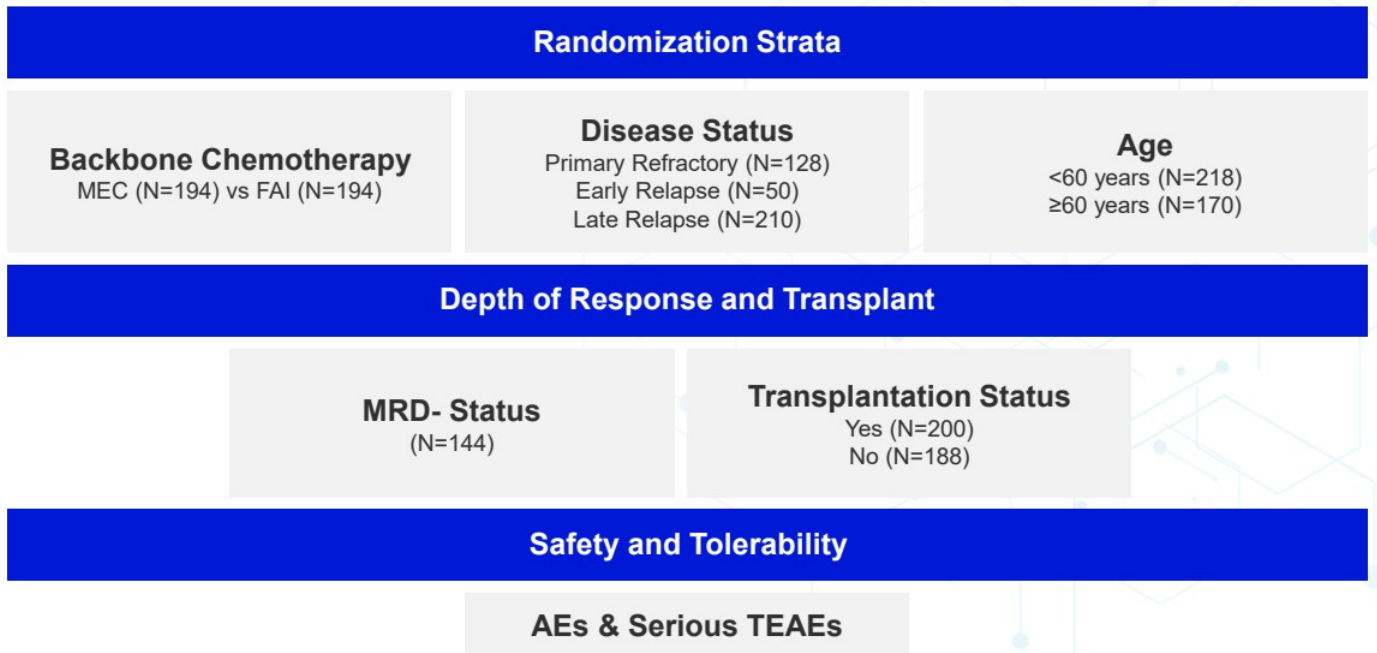 Randomization Strata
Backbone Chemotherapy
MEC (N=194) vs FAI (N=194)
Disease Status
Primary Refractory (N=128)
Early Relapse (N=50)
Late Relapse (N=210)
Age
<60 years (N=218)
≥60 years (N=170)
Depth of Response and Transplant
MRD- Status
(N=144)
Transplantation Status
Yes (N=200)
No (N=188)
Safety and Tolerability
AEs & Serious TEAEs